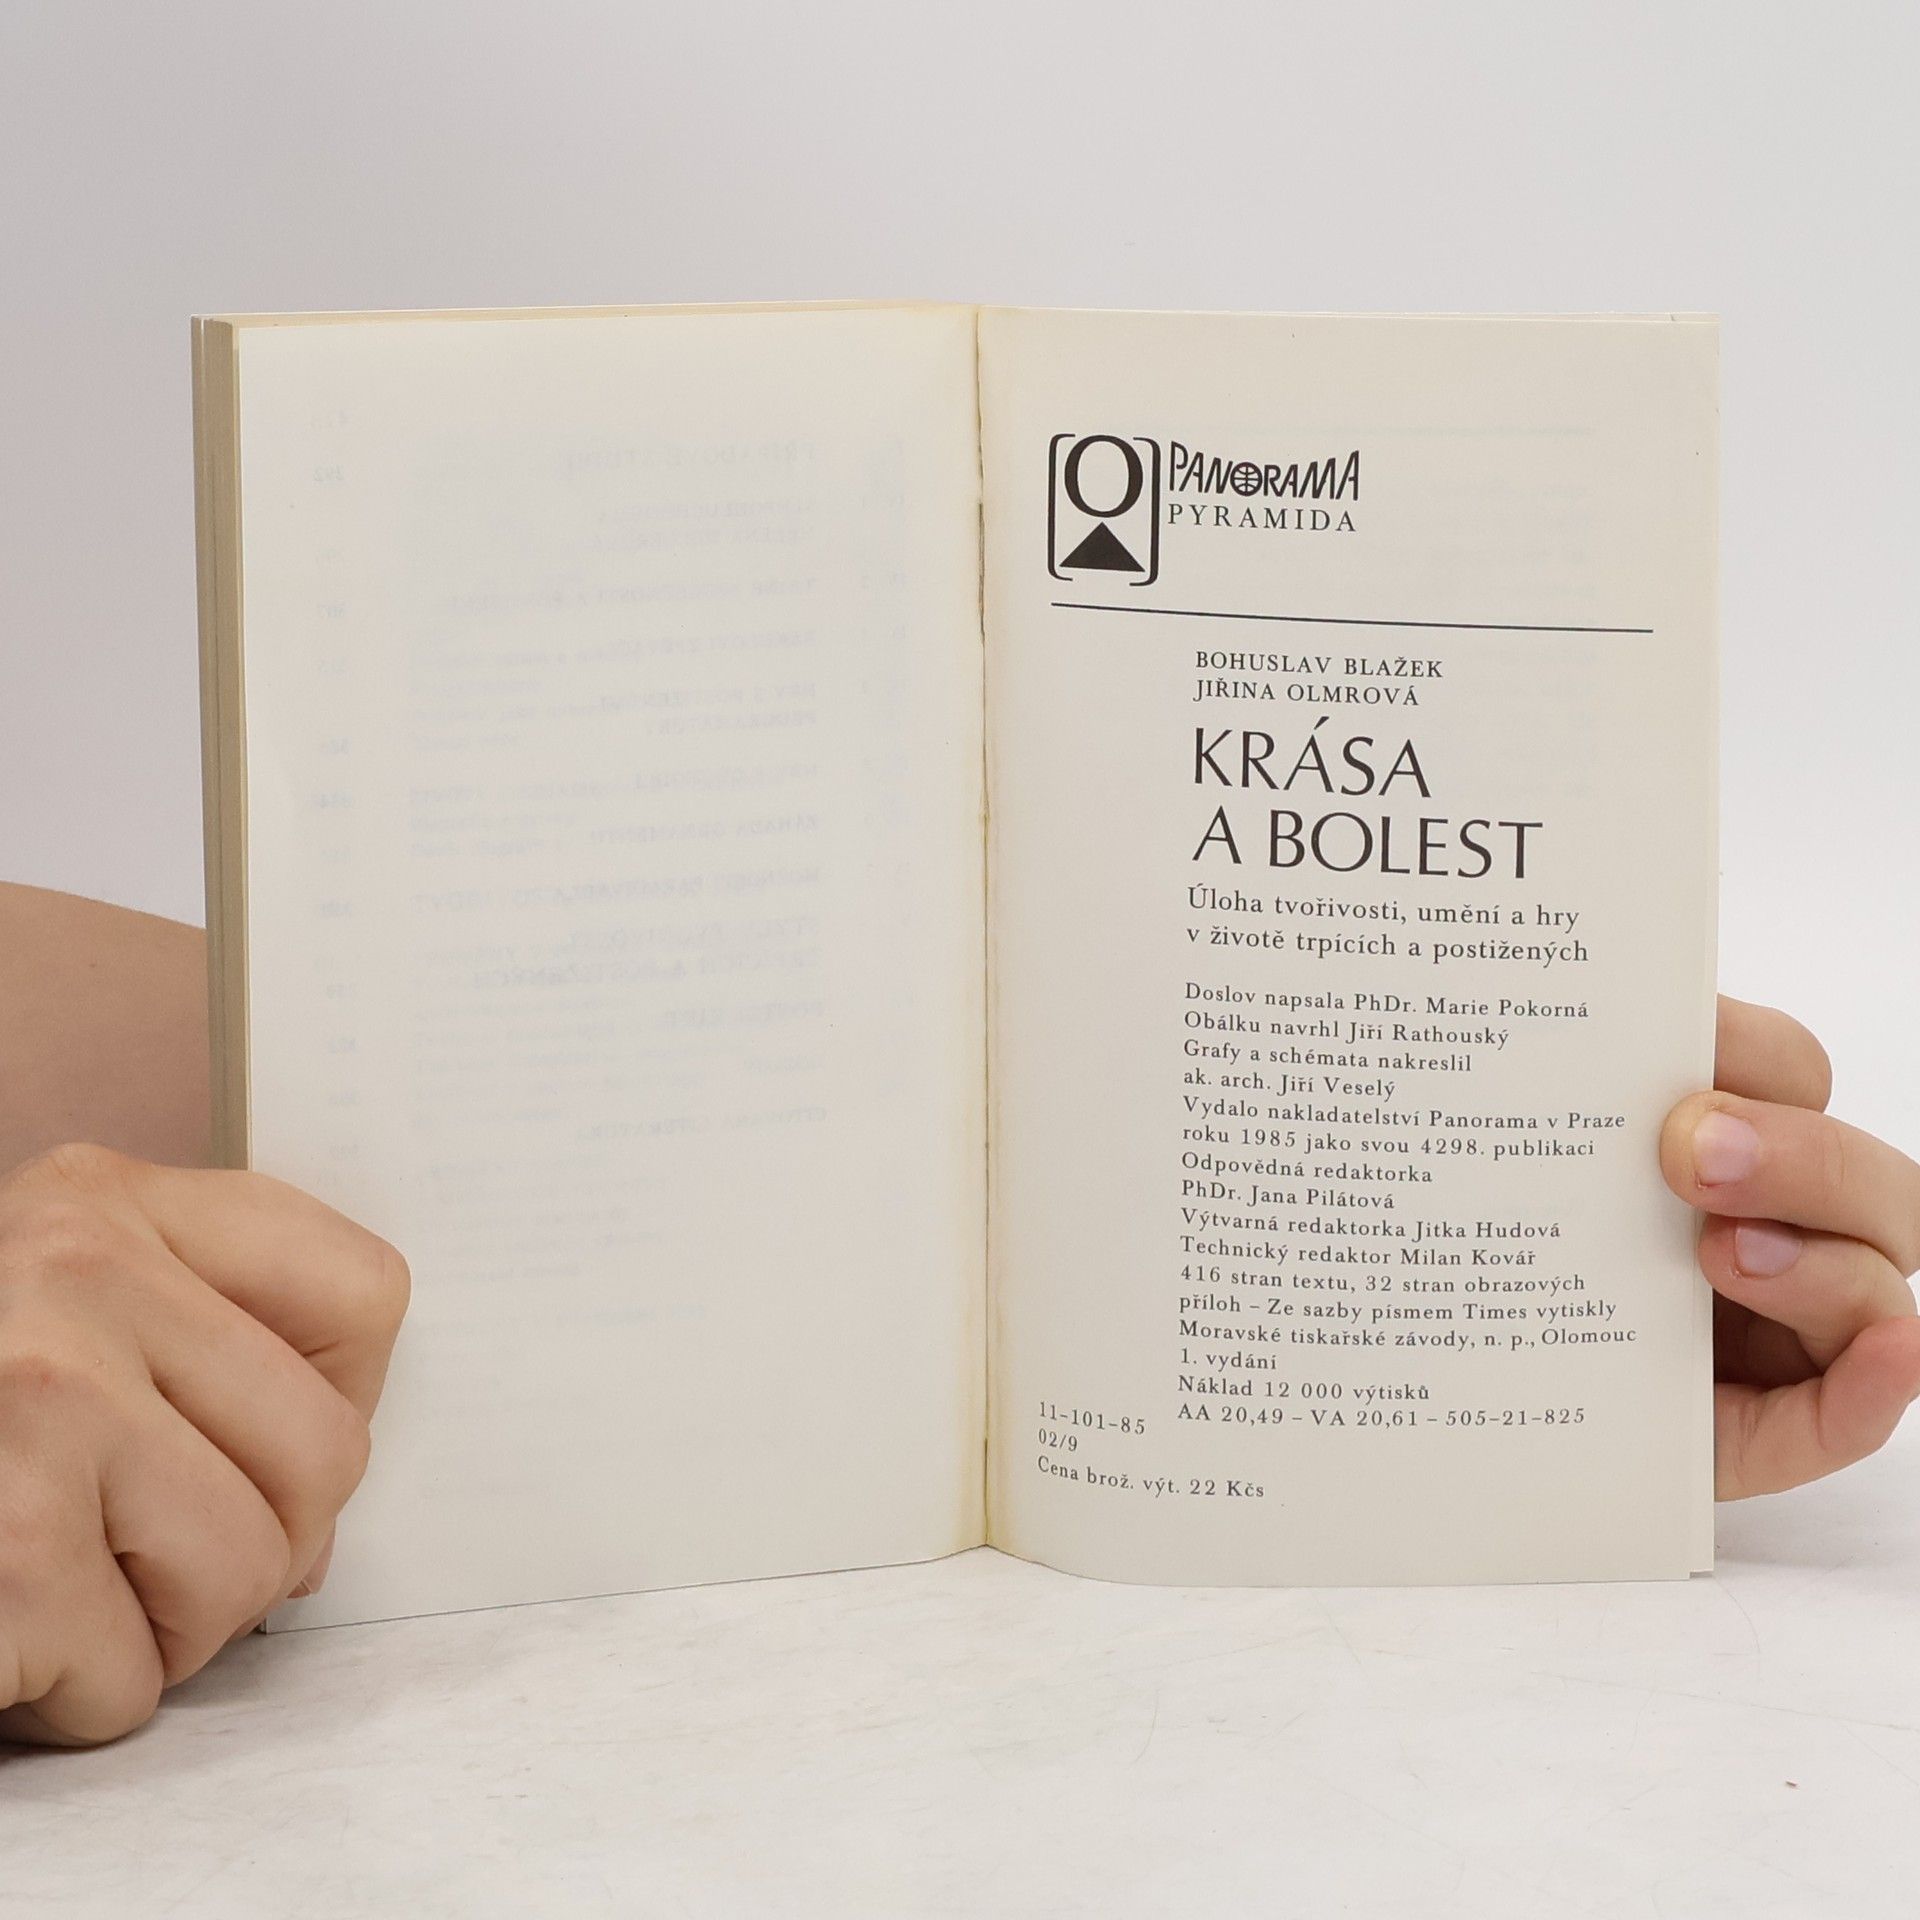 PANORAMA
PYRAMIDA
BOHUSLAV BLAŽEK
JIŘINA OLMROVÁ
KRÁSA
A BOLEST
Úloha tvořivosti, umění a hry
v životě trpících a postižených
Doslov napsala PhDr. Marie Pokorná
Obálku navrhl Jiří Rathouský
Grafy a schémata nakreslil
ak. arch. Jiří Veselý
Vydalo nakladatelství Panorama v Praze
roku 1985 jako svou 4298. publikaci
Odpovědná redaktorka
PhDr. Jana Pilátová
Výtvarná redaktorka Jitka Hudová
Technický redaktor Milan Kovář
416 stran textu, 32 stran obrazových
příloh – Ze sazby písmem Times vytiskly
Moravské tiskařské závody, n. p., Olomouc
1. vydání
Náklad 12 000 výtisků
AA 20,49 – VA 20,61 – 505–21–825
11–101–85
02/9
Cena brož. výt. 22 Kčs